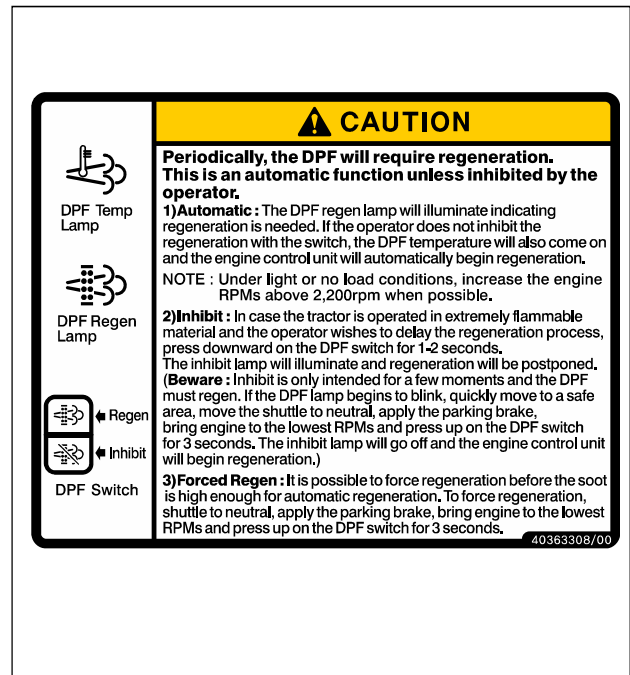 CAUTION
DPF Temp
Lamp
DPF Regen
Lamp
Regen
Inhibit
DPF Switch
Periodically, the DPF will require regeneration.
This is an automatic function unless inhibited by the
operator.
1)Automatic : The DPF regen lamp will illuminate indicating
regeneration is needed. If the operator does not inhibit the
regeneration with the switch, the DPF temperature will also come on
and the engine control unit will automatically begin regeneration.
NOTE : Under light or no load conditions, increase the engine
RPMs above 2,200rpm when possible.
2)Inhibit : In case the tractor is operated in extremely flammable
material and the operator wishes to delay the regeneration process,
press downward on the DPF switch for 1-2 seconds.
The inhibit lamp will illuminate and regeneration will be postponed.
(Beware : Inhibit is only intended for a few moments and the DPF
must regen. If the DPF lamp begins to blink, quickly move to a safe
area, move the shuttle to neutral, apply the parking brake,
bring engine to the lowest RPMs and press up on the DPF switch
for 3 seconds. The inhibit lamp will go off and the engine control unit
will begin regeneration.)
3)Forced Regen : It is possible to force regeneration before the soot
is high enough for automatic regeneration. To force regeneration,
shuttle to neutral, apply the parking brake, bring engine to the lowest
RPMs and press up on the DPF switch for 3 seconds.
40363308/00